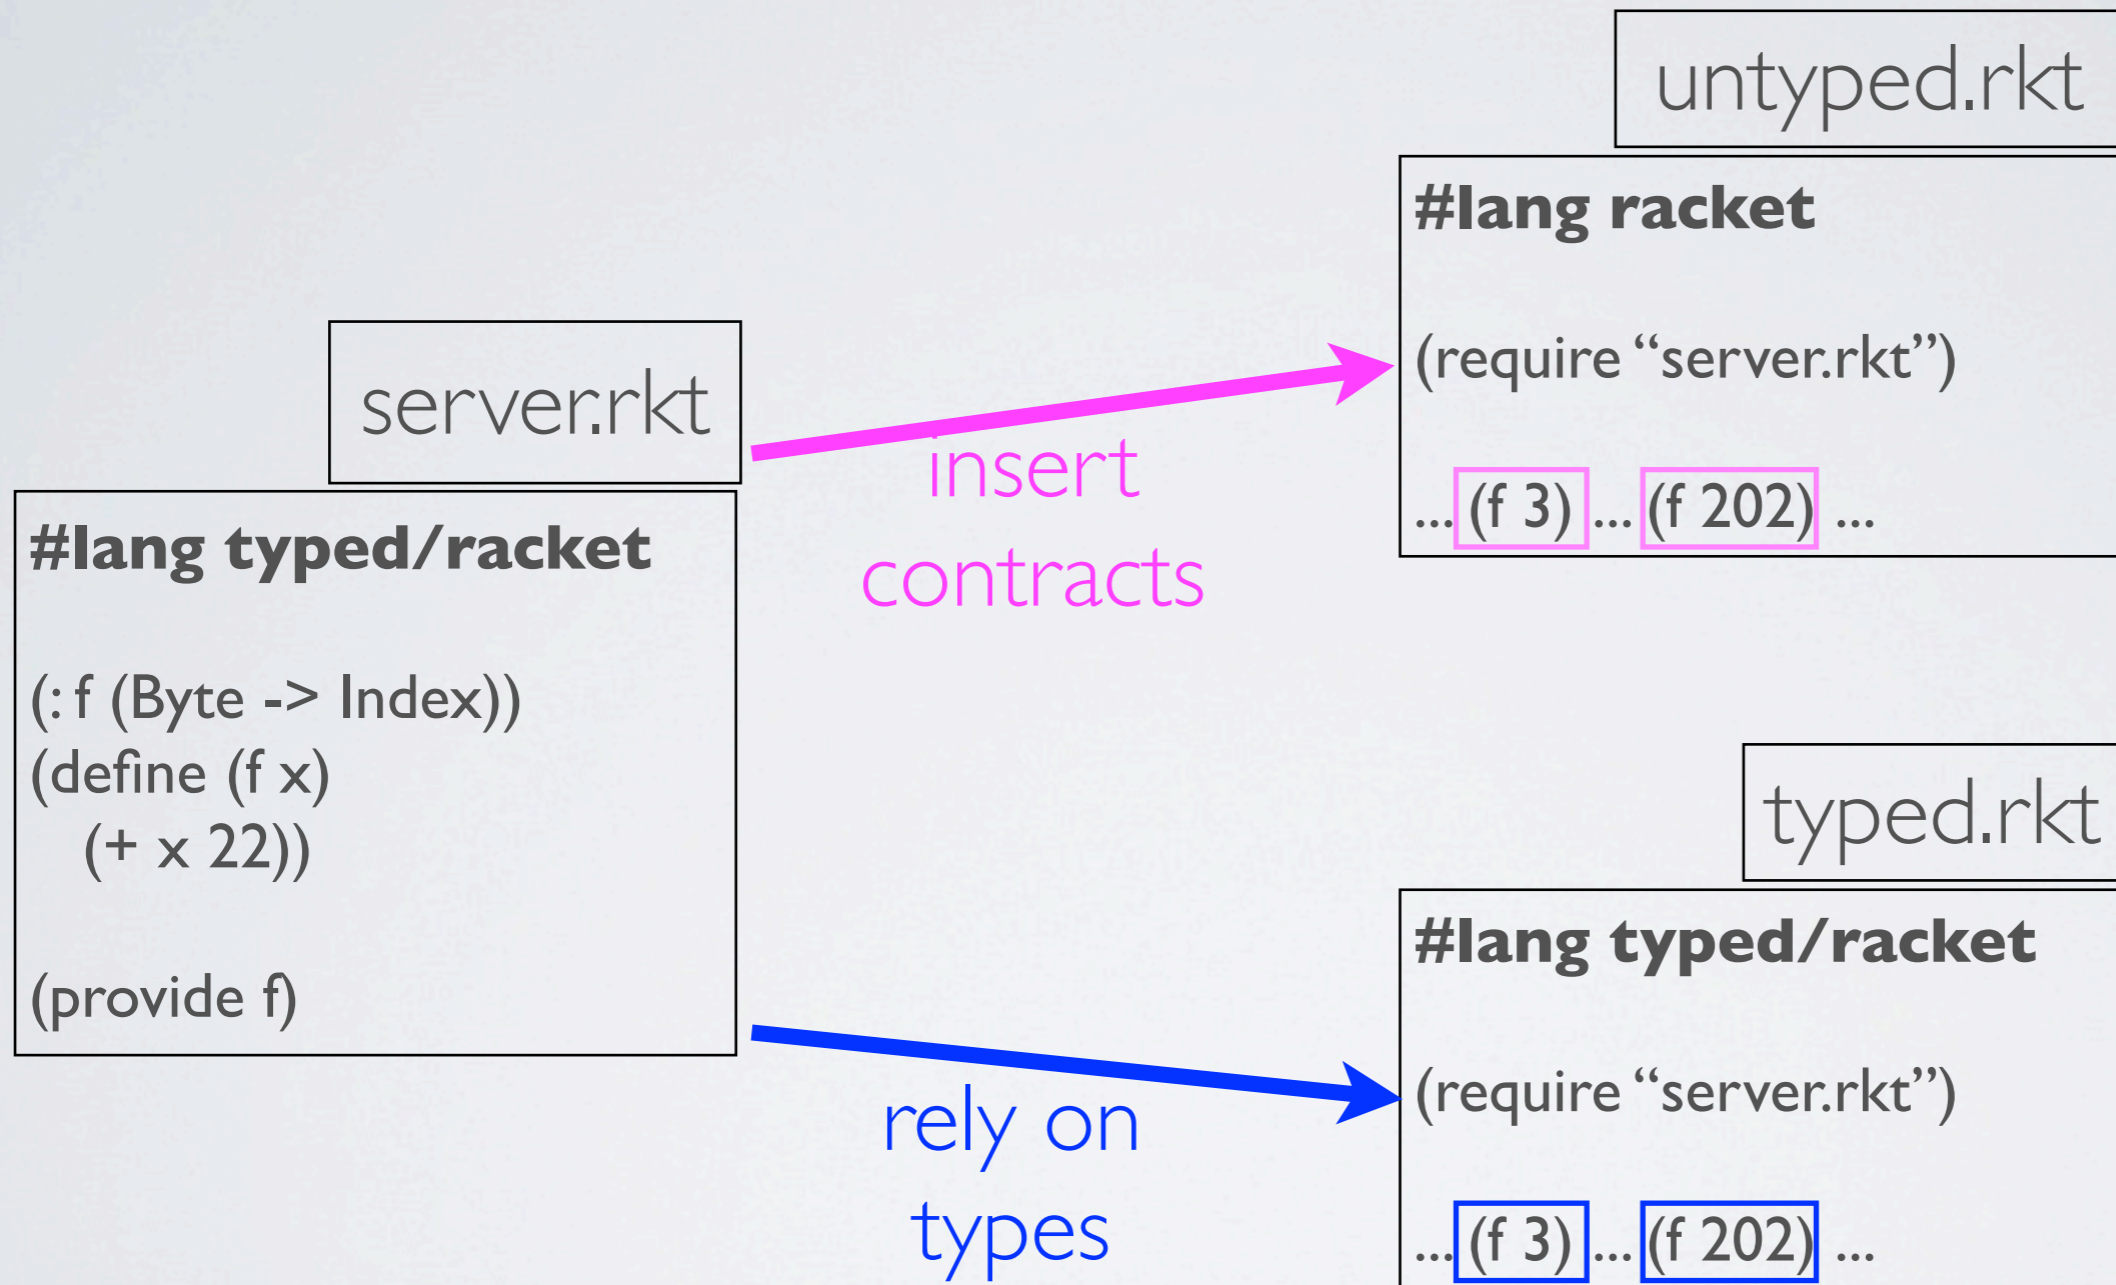 server.rkt
#lang typed/racket
(: f (Byte -> Index))
(define (f x)
(+ x 22))
(provide f)
insert
contracts
rely on
types
untyped.rkt
#lang racket
(require “server.rkt”)
... (f 3) ... (f 202) ...
typed.rkt
#lang typed/racket
(require “server.rkt”)
... (f 3) ... (f 202) ...